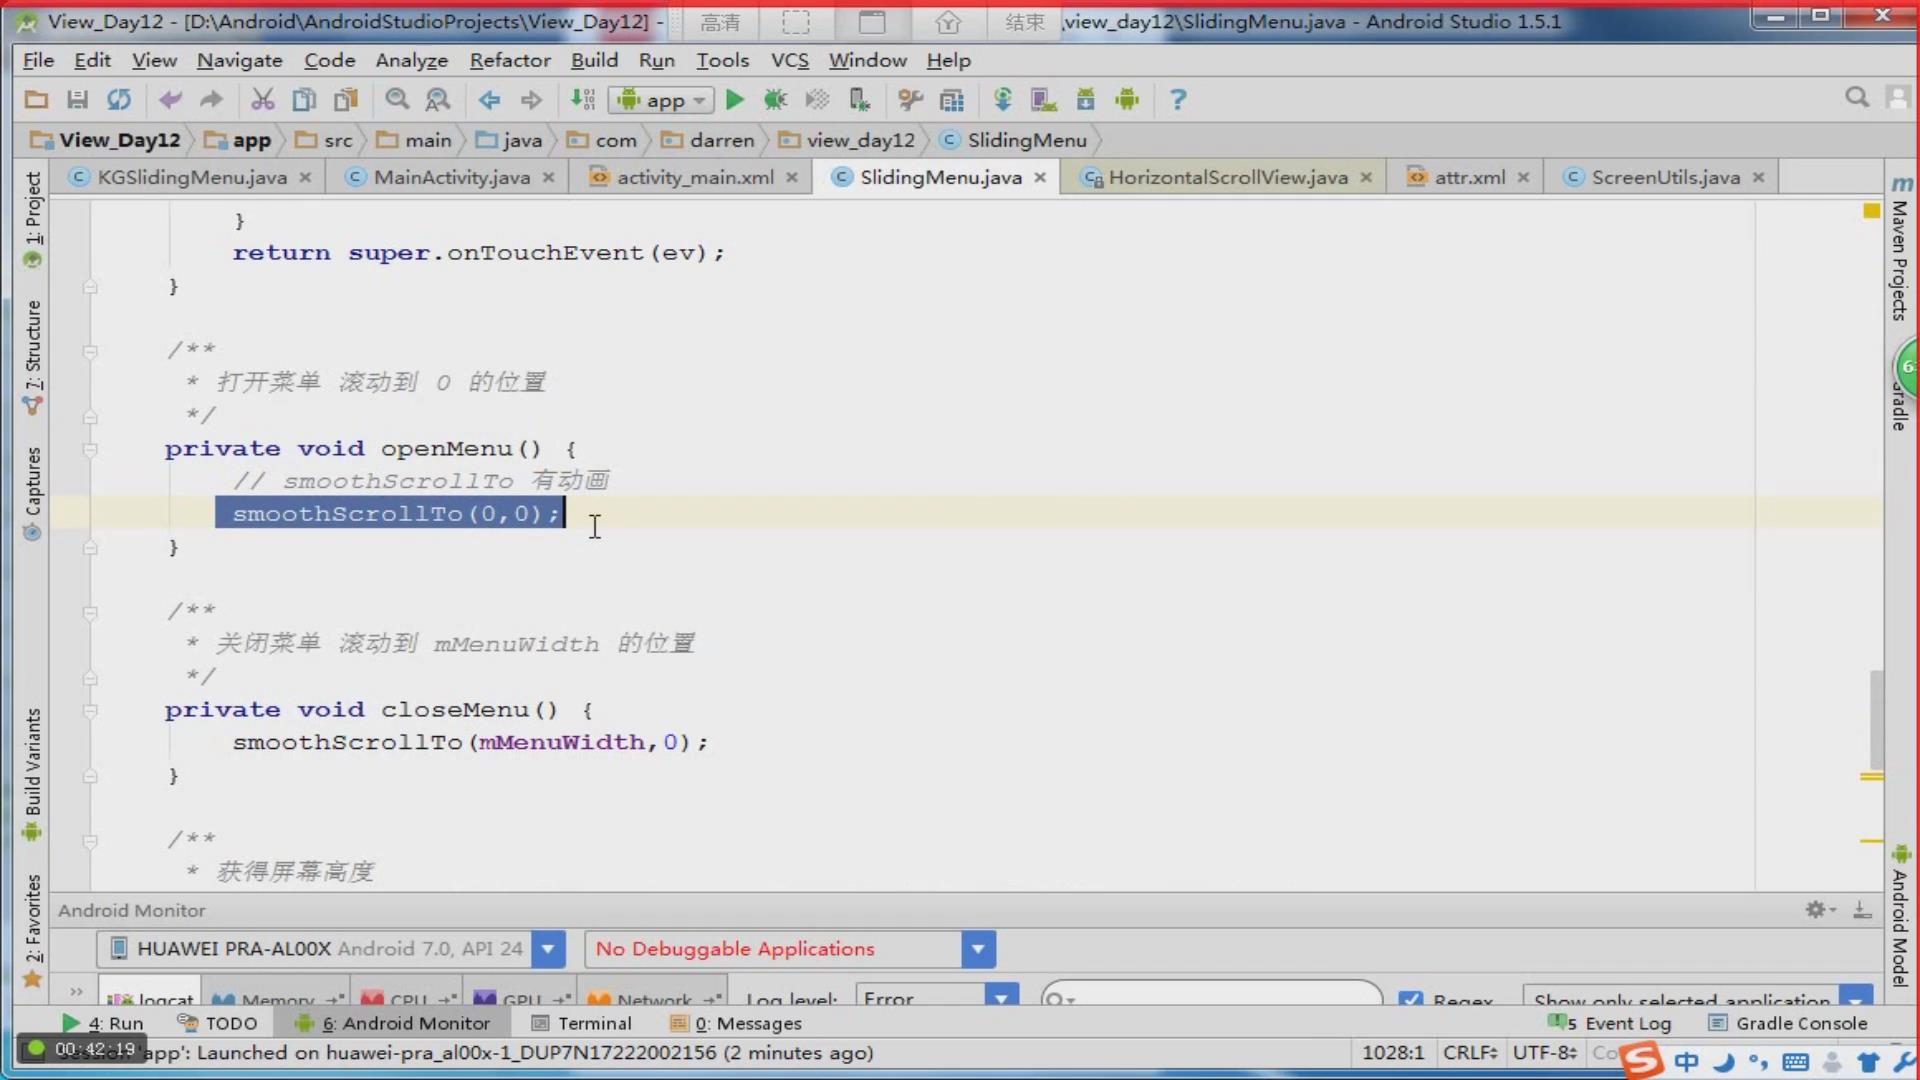 View_Day12 - [D:\Android\AndroidStudioProjects\View_Day12] - 高清 结束 .view_day12\SlidingMenu.java - Android Studio 1.5.1
File Edit View Navigate Code Analyze Refactor Build Run Tools VCS Window Help
app
View_Day12 app src main java com darren view_day12 SlidingMenu
KGSlidingMenu.java MainActivity.java activity_main.xml SlidingMenu.java HorizontalScrollView.java attr.xml ScreenUtils.java
1: Project
7: Structure
Captures
Build Variants
2: Favorites
}
return super.onTouchEvent(ev);
}
/**
* 打开菜单 滚动到 0 的位置
*/
private void openMenu() {
// smoothScrollTo 有动画
smoothScrollTo(0,0);
}
/**
* 关闭菜单 滚动到 mMenuWidth 的位置
*/
private void closeMenu() {
smoothScrollTo(mMenuWidth,0);
}
/**
* 获得屏幕高度
Maven Projects
6
Android Model
Android Monitor
HUAWEI PRA-AL00X Android 7.0, API 24 No Debuggable Applications
logcat Memory CPU GPU Network Log level: Error Regex Show only selected application
4: Run TODO 6: Android Monitor Terminal 0: Messages 5 Event Log Gradle Console
00:42:19 'app': Launched on huawei-pra_al00x-1_DUP7N17222002156 (2 minutes ago) 1028:1 CRLF UTF-8 中